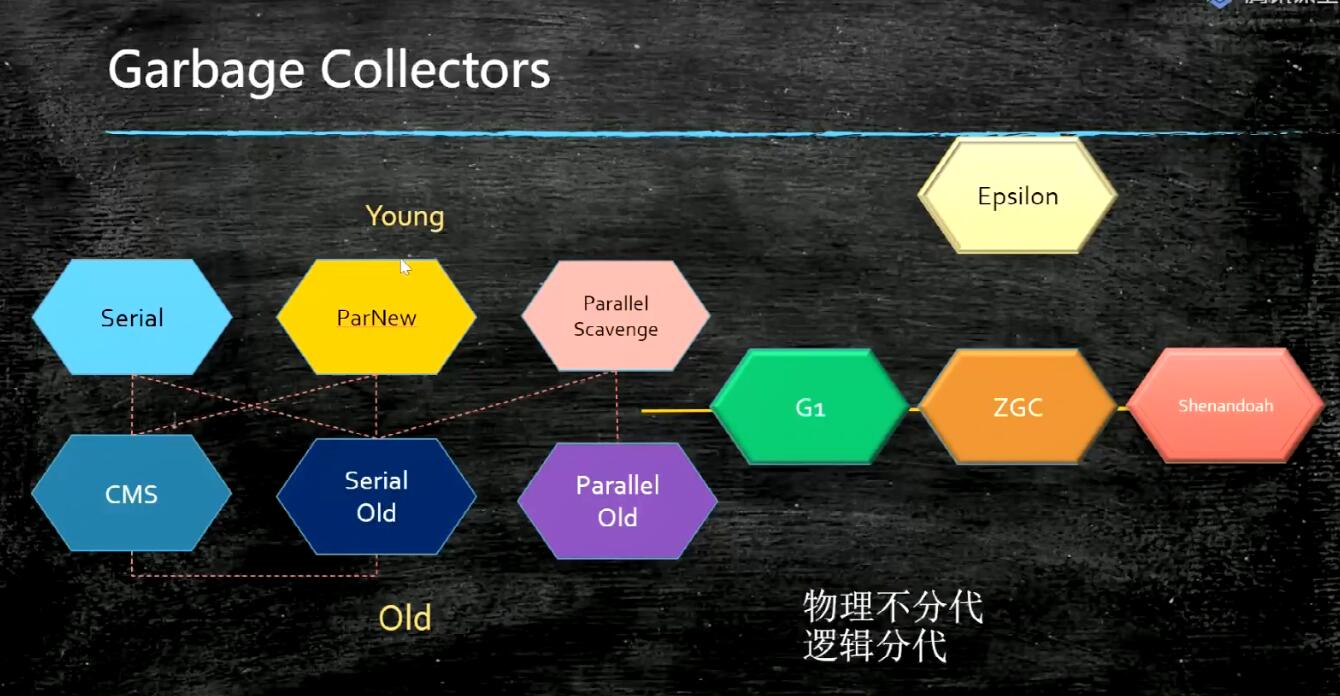 Garbage Collectors
Epsilon
Young
Serial
ParNew
Parallel
Scavenge
G1
ZGC
Shenandoah
CMS
Serial
Old
Parallel
Old
Old
物理不分代
逻辑分代